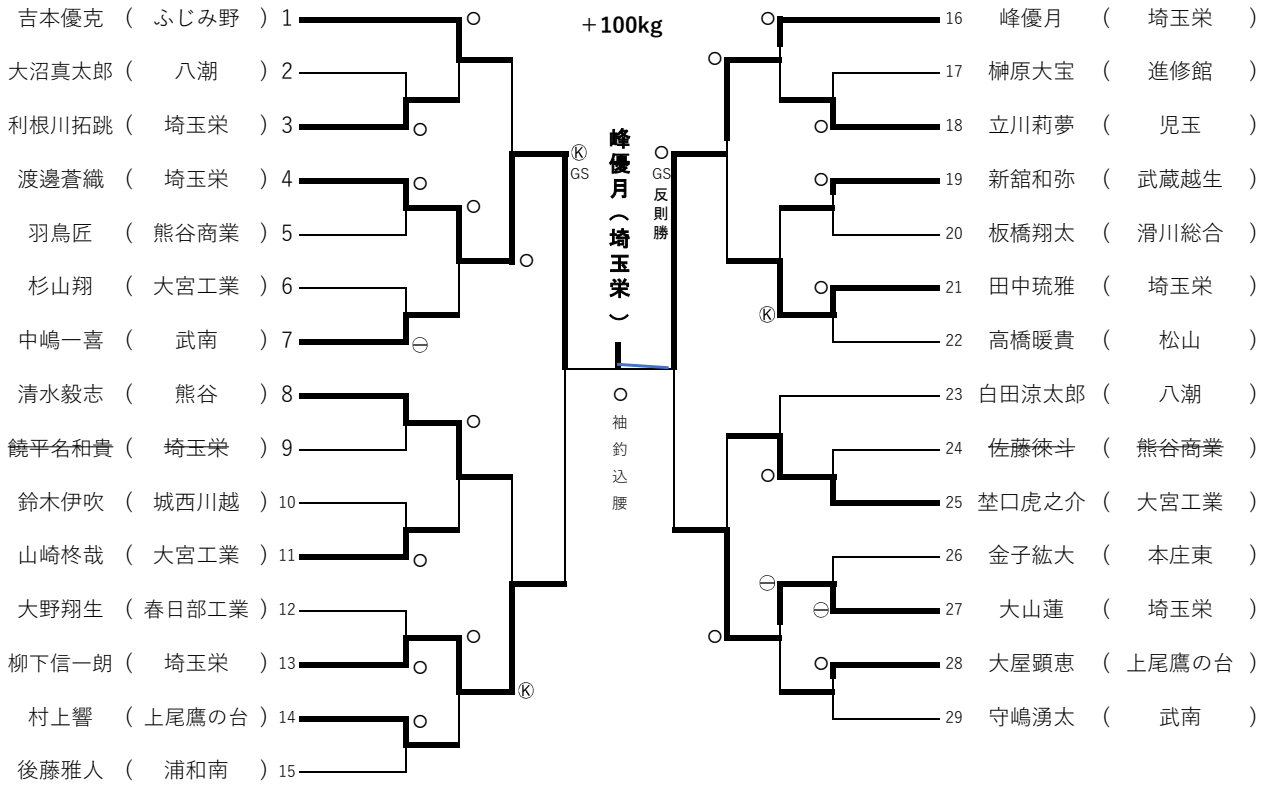 +100kg
吉本優克 ( ふじみ野 ) 1
大沼真太郎 ( 八潮 ) 2
利根川拓跳 ( 埼玉栄 ) 3
渡邊蒼織 ( 埼玉栄 ) 4
羽鳥匠 ( 熊谷商業 ) 5
杉山翔 ( 大宮工業 ) 6
中嶋一喜 ( 武南 ) 7
清水毅志 ( 熊谷 ) 8
饒平名和貴 ( 埼玉栄 ) 9
鈴木伊吹 ( 城西川越 ) 10
山崎柊哉 ( 大宮工業 ) 11
大野翔生 ( 春日部工業 ) 12
柳下信一朗 ( 埼玉栄 ) 13
村上響 ( 上尾鷹の台 ) 14
後藤雅人 ( 浦和南 ) 15
○
○
○
○
○
㊀
○
○
○
○
○
Ⓚ
Ⓚ
GS
峰優月(埼玉栄)
○
袖釣込腰
○
GS
反則勝
○
○
○
○
○
Ⓚ
○
㊀
㊀
○
○
16 峰優月 ( 埼玉栄 )
17 榊原大宝 ( 進修館 )
18 立川莉夢 ( 児玉 )
19 新舘和弥 ( 武蔵越生 )
20 板橋翔太 ( 滑川総合 )
21 田中琉雅 ( 埼玉栄 )
22 高橋暖貴 ( 松山 )
23 白田涼太郎 ( 八潮 )
24 佐藤徠斗 ( 熊谷商業 )
25 埜口虎之介 ( 大宮工業 )
26 金子紘大 ( 本庄東 )
27 大山蓮 ( 埼玉栄 )
28 大屋顕恵 ( 上尾鷹の台 )
29 守嶋湧太 ( 武南 )